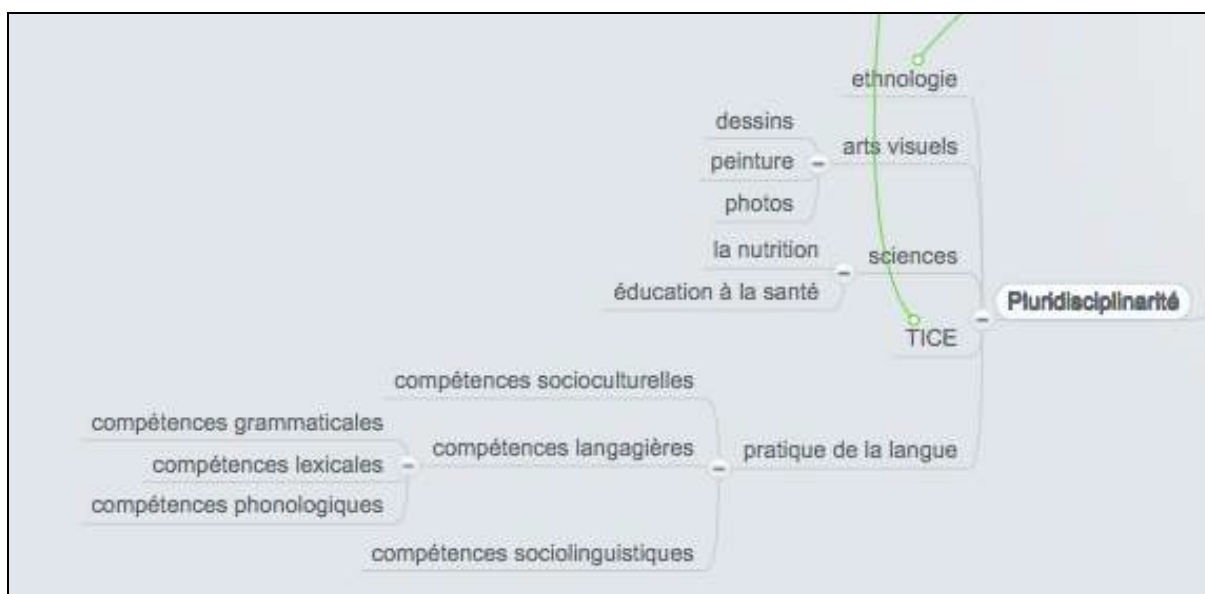 ethnologie
dessins
arts visuels
peinture
photos
la nutrition
sciences
éducation à la santé
Pluridisciplinarité
TICE
compétences socioculturelles
compétences grammaticales
compétences langagières
pratique de la langue
compétences lexicales
compétences phonologiques
compétences sociolinguistiques